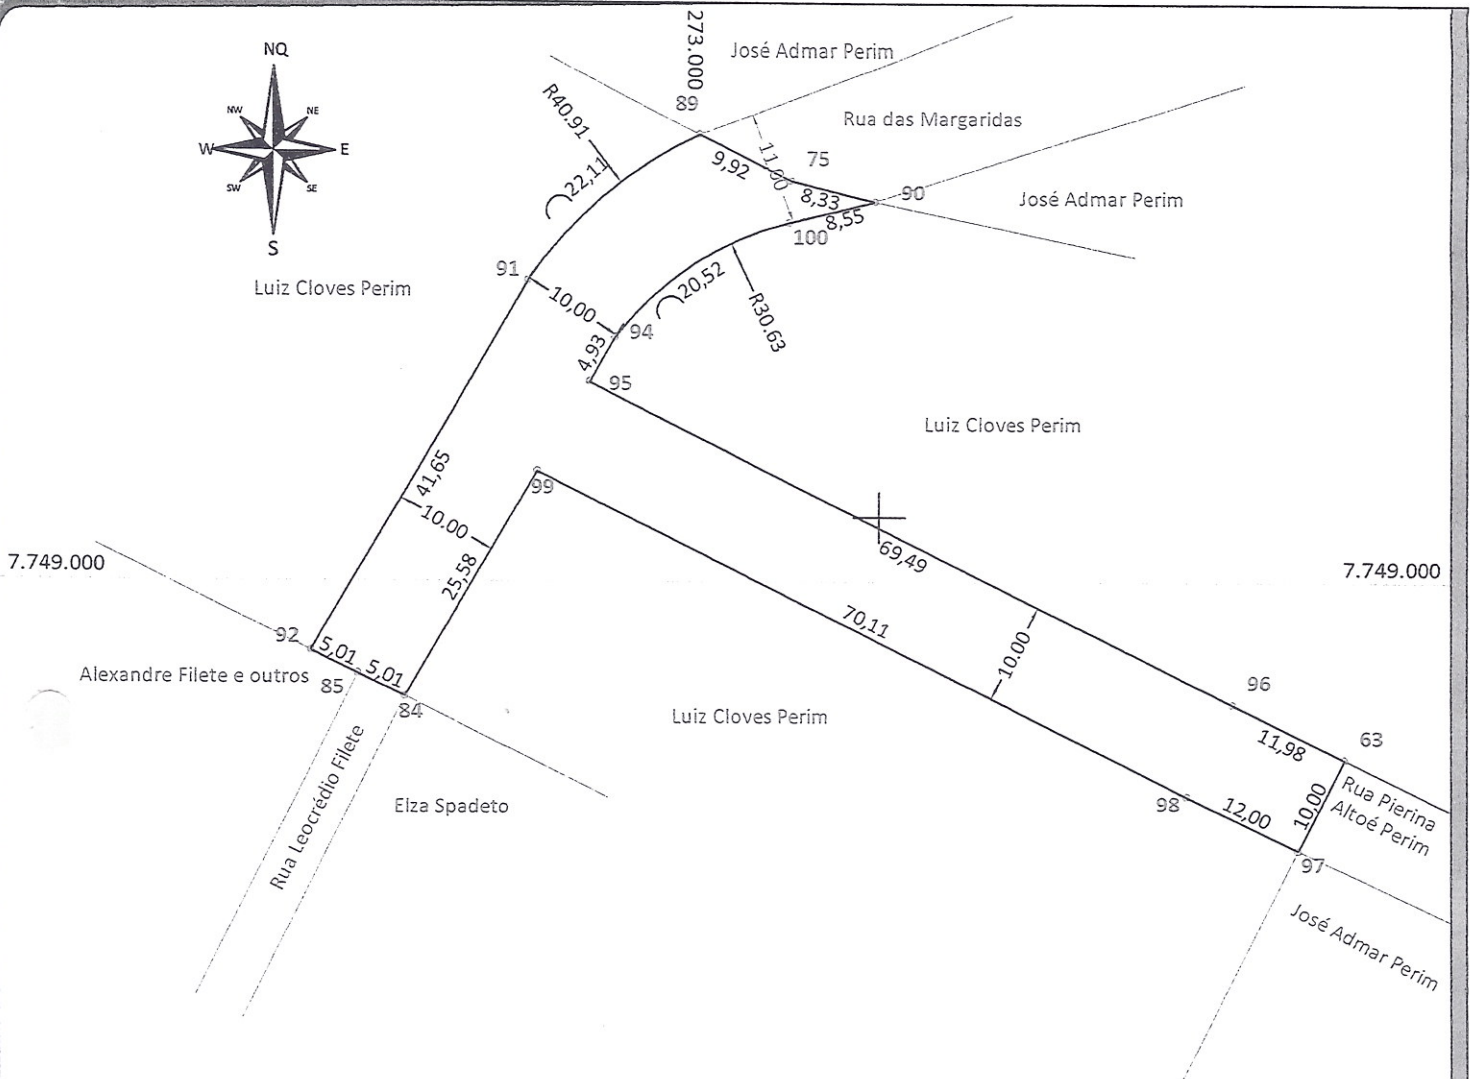 NQ
NW
NE
W
E
SW
SE
S
273.000
José Admar Perim
89
R40.91
Rua das Margaridas
75
11.00
9,92
22,11
8,33
90
José Admar Perim
8,55
100
91
Luiz Cloves Perim
10,00
20,52
R30.63
94
4,93
95
Luiz Cloves Perim
41,65
10.00
99
25,58
69,49
7.749.000
7.749.000
70,11
10.00
92
5,01
5,01
Alexandre Filete e outros
85
84
96
Luiz Cloves Perim
11,98
63
Rua Leocrédio Filete
Elza Spadeto
98
12,00
10,00
Rua Pierina
Altoé Perim
97
José Admar Perim